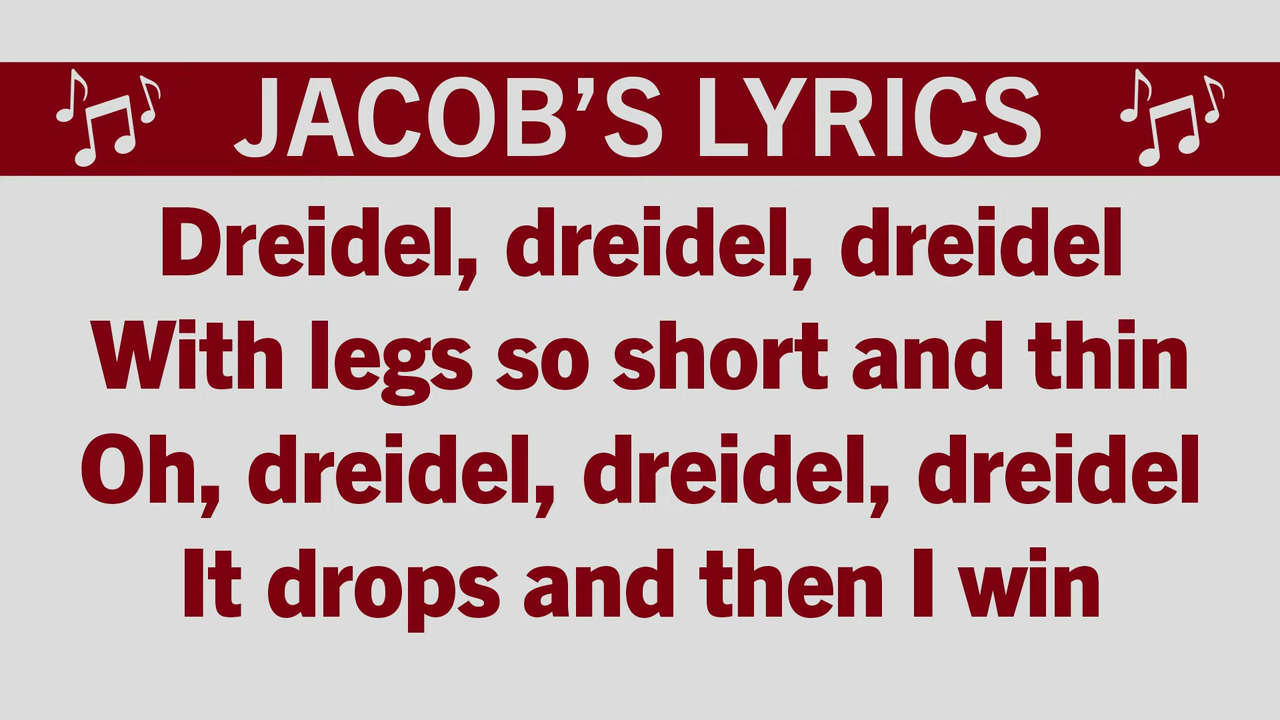 JACOB’S LYRICS
Dreidel, dreidel, dreidel
With legs so short and thin
Oh, dreidel, dreidel, dreidel
It drops and then I win